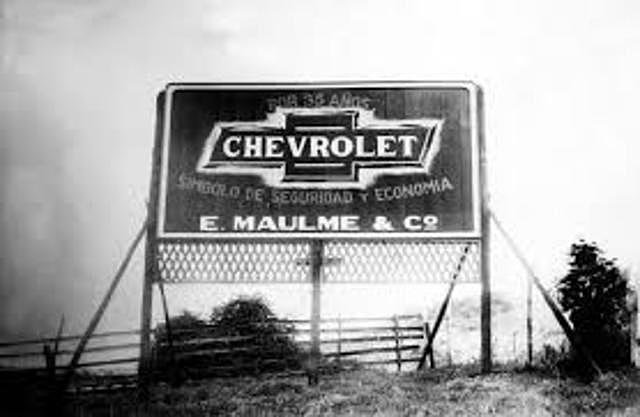 POR 35 AÑOS
CHEVROLET
SIMBOLO DE SEGURIDAD Y ECONOMIA
E. MAULME & Cº